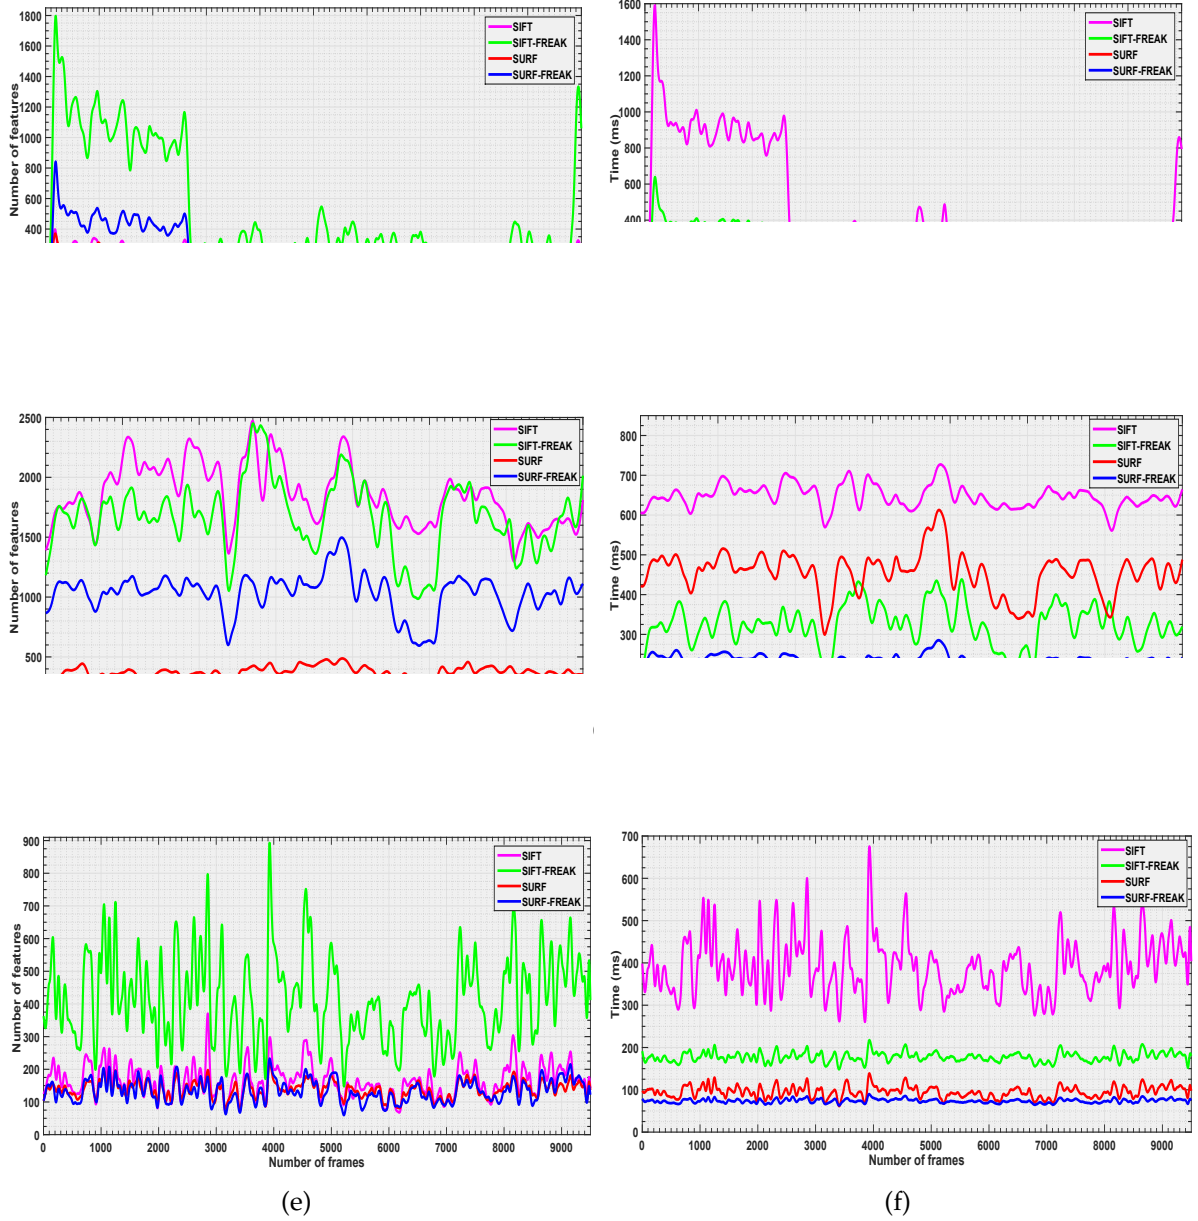 1800
1600
1400
1200
1000
800
600
400
Number of features
SIFT
SIFT-FREAK
SURF
SURF-FREAK
1600
1400
1200
1000
800
600
400
Time (ms)
SIFT
SIFT-FREAK
SURF
SURF-FREAK
2500
2000
1500
1000
500
Number of features
SIFT
SIFT-FREAK
SURF
SURF-FREAK
800
700
600
500
400
300
Time (ms)
SIFT
SIFT-FREAK
SURF
SURF-FREAK
900
800
700
600
500
400
300
200
100
0
Number of features
SIFT
SIFT-FREAK
SURF
SURF-FREAK
0 1000 2000 3000 4000 5000 6000 7000 8000 9000
Number of frames
(e)
700
600
500
400
300
200
100
0
Time (ms)
SIFT
SIFT-FREAK
SURF
SURF-FREAK
0 1000 2000 3000 4000 5000 6000 7000 8000 9000
Number of frames
(f)